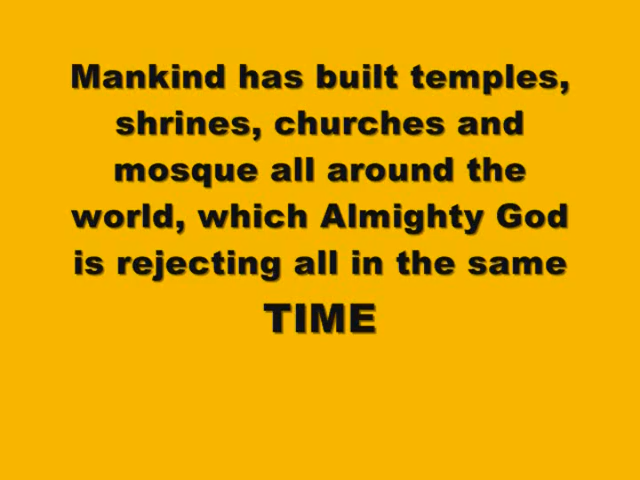 Mankind has built temples,
shrines, churches and
mosque all around the
world, which Almighty God
is rejecting all in the same
TIME